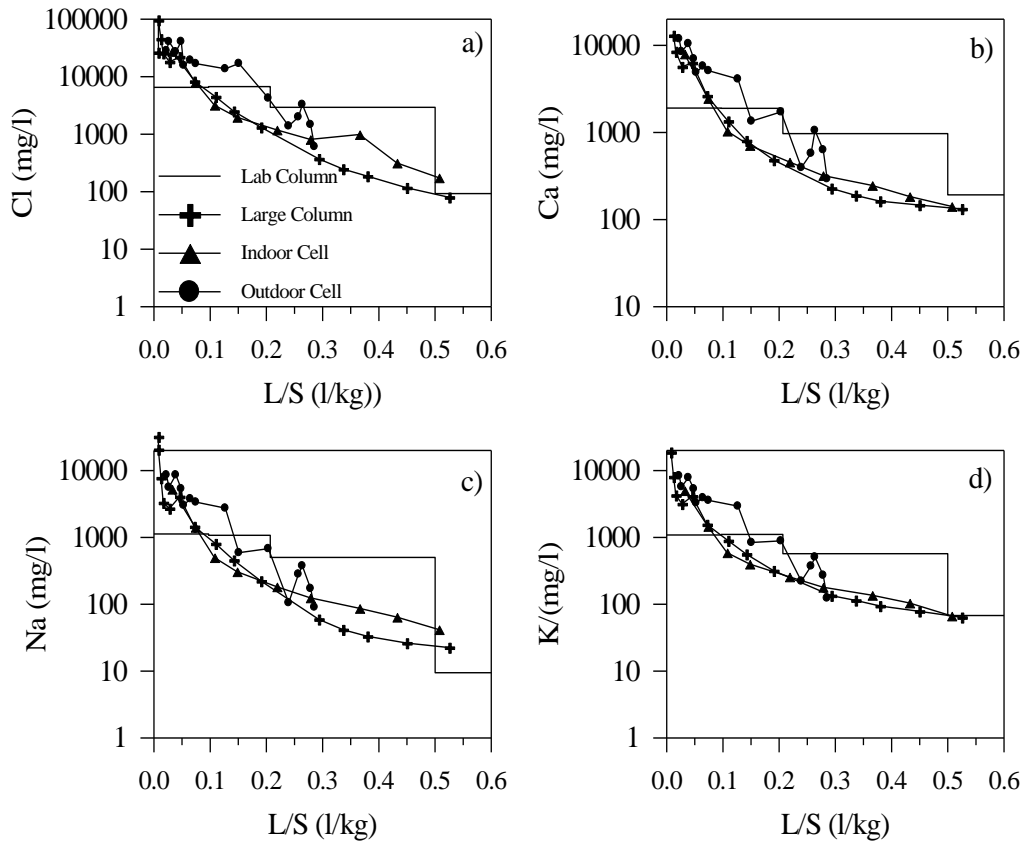 a)
100000
10000
1000
100
10
1
Cl (mg/l)
Lab Column
Large Column
Indoor Cell
Outdoor Cell
0.0 0.1 0.2 0.3 0.4 0.5 0.6
L/S (l/kg))
b)
10000
1000
100
10
Ca (mg/l)
0.0 0.1 0.2 0.3 0.4 0.5 0.6
L/S (l/kg)
c)
10000
1000
100
10
1
Na (mg/l)
0.0 0.1 0.2 0.3 0.4 0.5 0.6
L/S (l/kg)
d)
10000
1000
100
10
1
K/(mg/l)
0.0 0.1 0.2 0.3 0.4 0.5 0.6
L/S (l/kg)